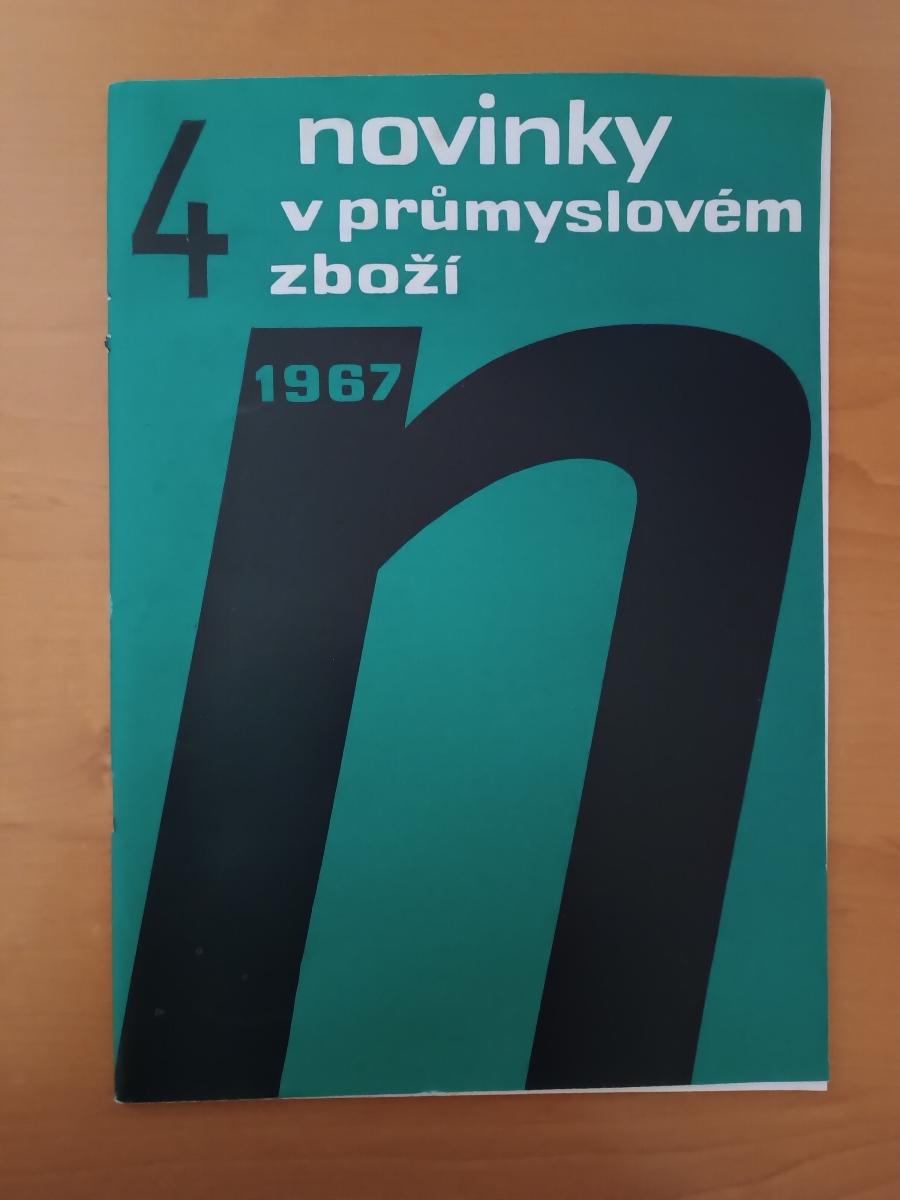 4
novinky
v průmyslovém
zboží
1967
n